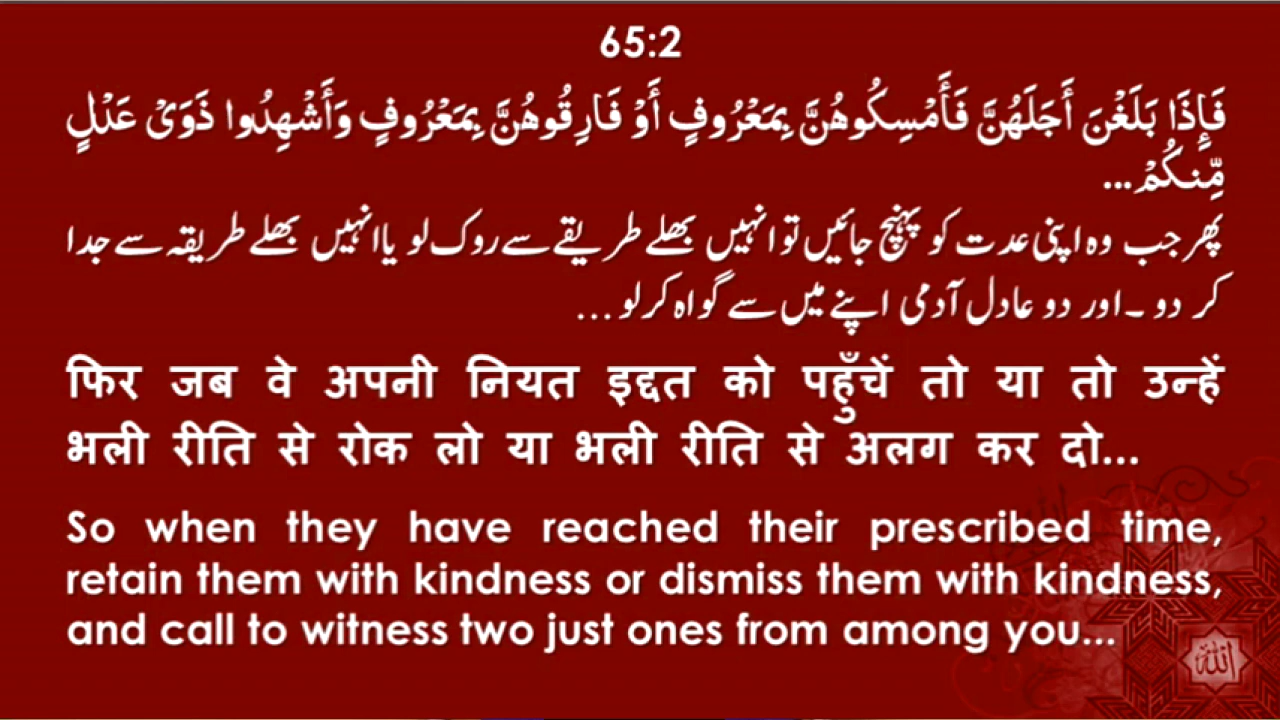 65:2
فَإِذَا بَلَغْنَ أَجَلَهُنَّ فَأَمْسِكُوهُنَّ بِمَعْرُوفٍ أَوْ فَارِقُوهُنَّ بِمَعْرُوفٍ وَأَشْهِدُوا ذَوَىْ عَدْلٍ
مِّنكُمْ...
پھر جب وہ اپنی عدت کو پہنچ جائیں تو انہیں بھلے طریقے سے روک لو یا انہیں بھلے طریقہ سے جدا
کر دو ۔اور دو عادل آدمی اپنے میں سے گواہ کرلو ...
फिर जब वे अपनी नियत इद्दत को पहुँचें तो या तो उन्हें
भली रीति से रोक लो या भली रीति से अलग कर दो...
So when they have reached their prescribed time,
retain them with kindness or dismiss them with kindness,
and call to witness two just ones from among you...
الله